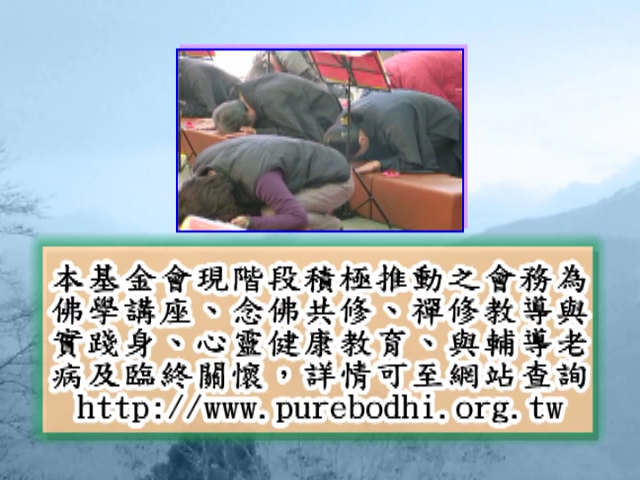 本基金會現階段積極推動之會務為
佛學講座、念佛共修、禪修教導與
實踐身、心靈健康教育、與輔導老
病及臨終關懷，詳情可至網站查詢
http://www.purebodhi.org.tw